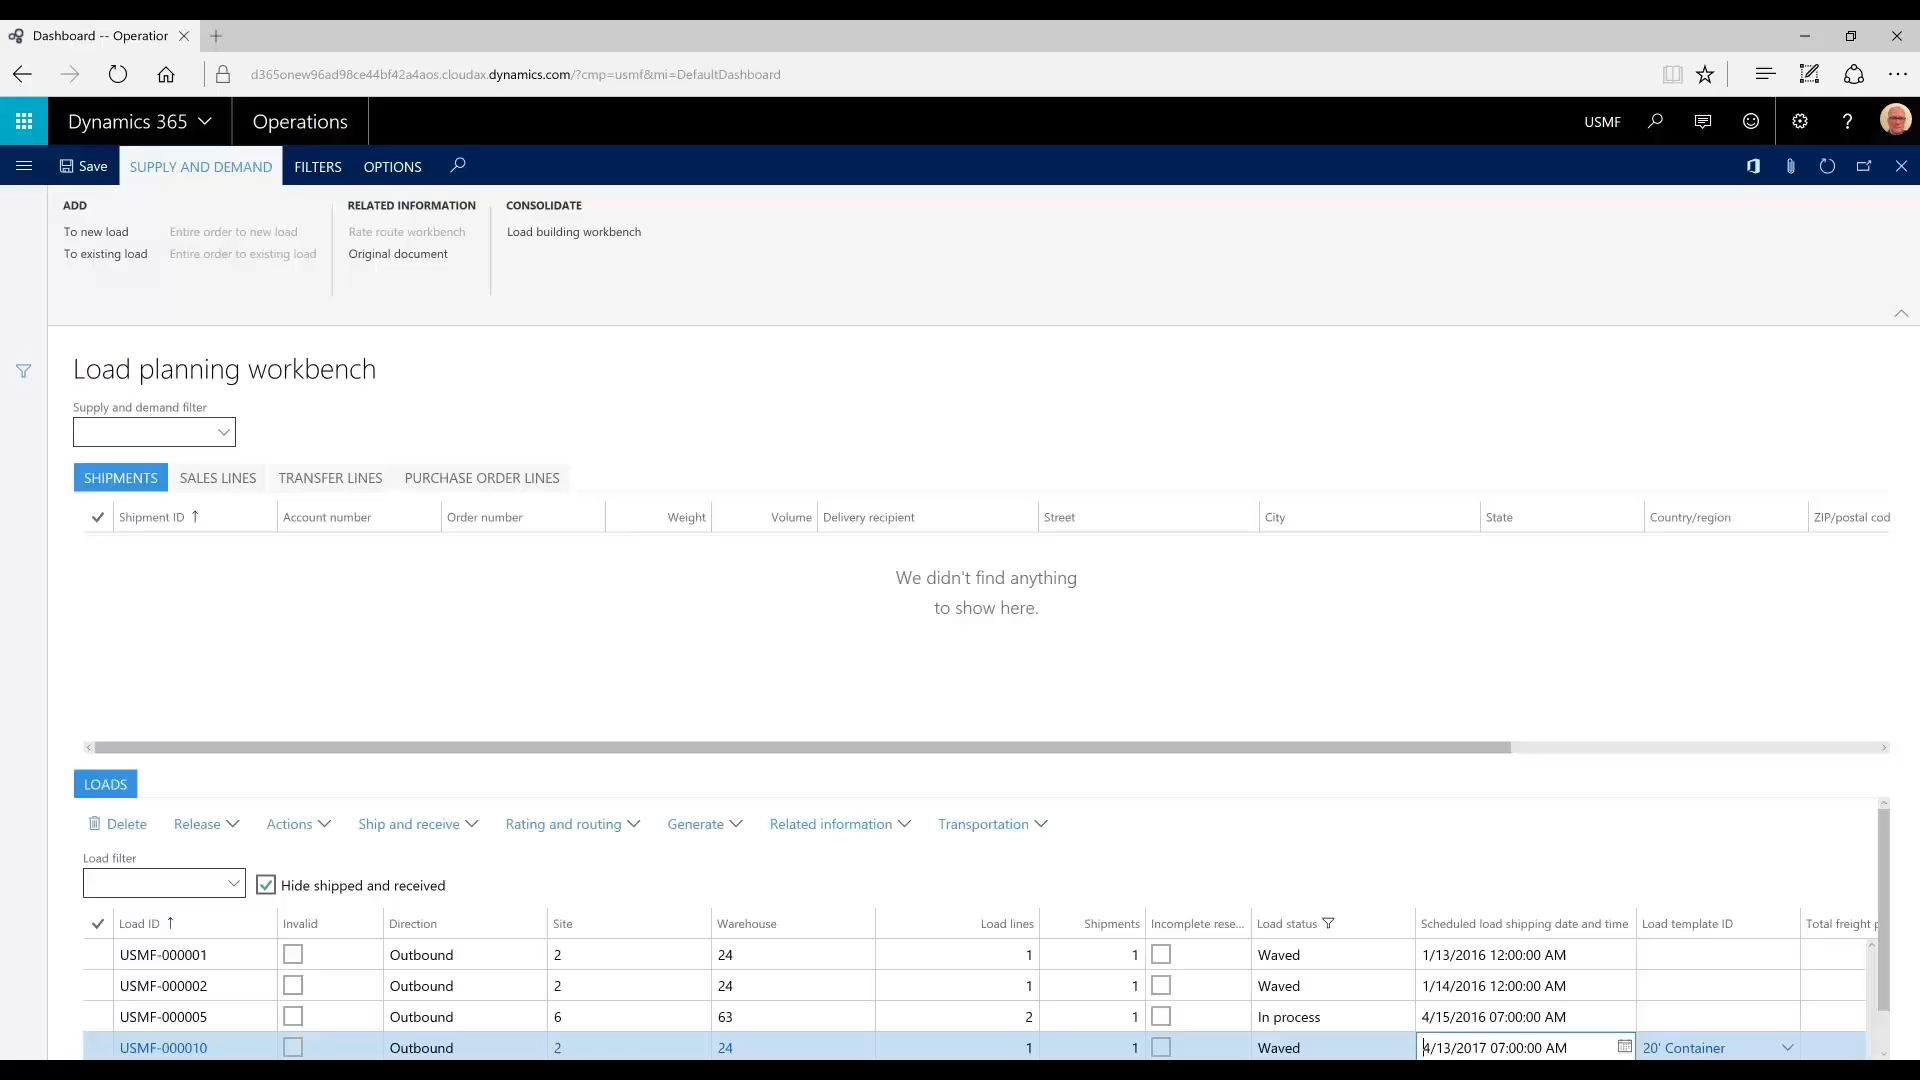 Dashboard -- Operation
d365onew96ad98ce44bf42a4aos.cloudax.dynamics.com/?cmp=usmf&mi=DefaultDashboard
Dynamics 365 Operations USMF
Save SUPPLY AND DEMAND FILTERS OPTIONS
ADD RELATED INFORMATION CONSOLIDATE
To new load Entire order to new load Rate route workbench Load building workbench
To existing load Entire order to existing load Original document
Load planning workbench
Supply and demand filter
SHIPMENTS SALES LINES TRANSFER LINES PURCHASE ORDER LINES
Shipment ID Account number Order number Weight Volume Delivery recipient Street City State Country/region ZIP/postal cod
We didn't find anything
to show here.
LOADS
Delete Release Actions Ship and receive Rating and routing Generate Related information Transportation
Load filter
Hide shipped and received
Load ID Invalid Direction Site Warehouse Load lines Shipments Incomplete rese... Load status Scheduled load shipping date and time Load template ID Total freight p
USMF-000001 Outbound 2 24 1 1 Waved 1/13/2016 12:00:00 AM
USMF-000002 Outbound 2 24 1 1 Waved 1/14/2016 12:00:00 AM
USMF-000005 Outbound 6 63 2 1 In process 4/15/2016 07:00:00 AM
USMF-000010 Outbound 2 24 1 1 Waved 4/13/2017 07:00:00 AM 20' Container